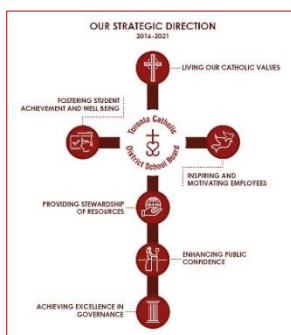 OUR STRATEGIC DIRECTION
2016-2021
LIVING OUR CATHOLIC VALUES
FOSTERING STUDENT
ACHIEVEMENT AND WELL BEING
Toronto Catholic
District School Board
INSPIRING AND
MOTIVATING EMPLOYEES
PROVIDING STEWARDSHIP
OF RESOURCES
ENHANCING PUBLIC
CONFIDENCE
ACHIEVING EXCELLENCE IN
GOVERNANCE